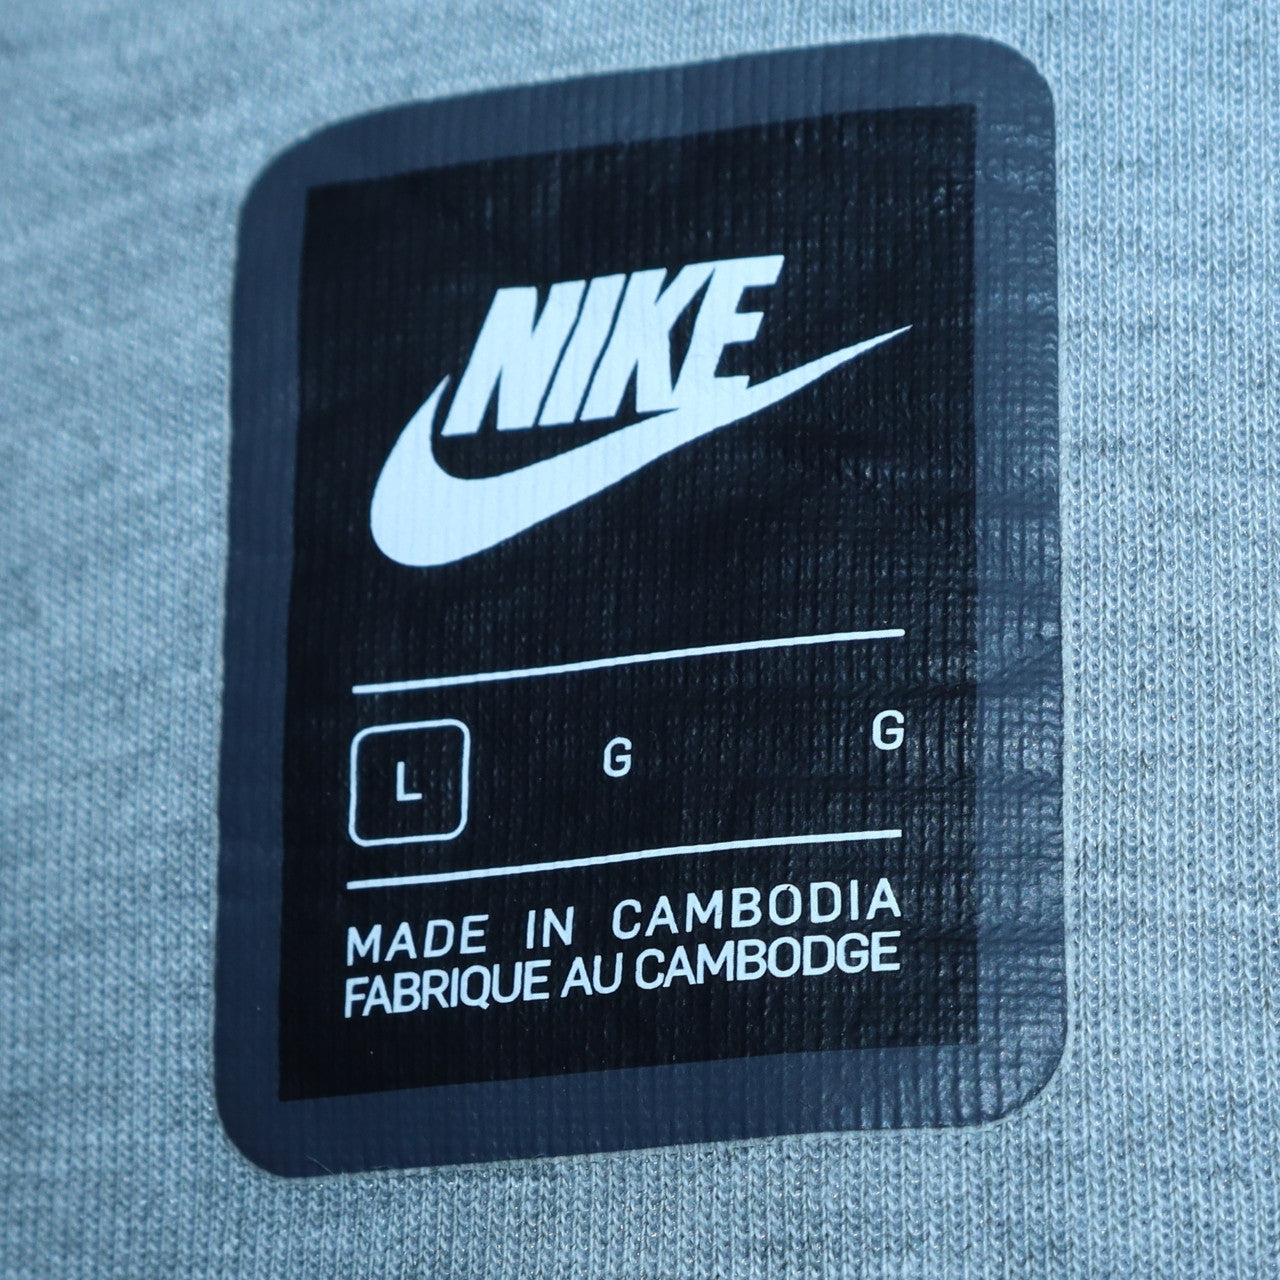 NIKE
L G G
MADE IN CAMBODIA
FABRIQUE AU CAMBODGE